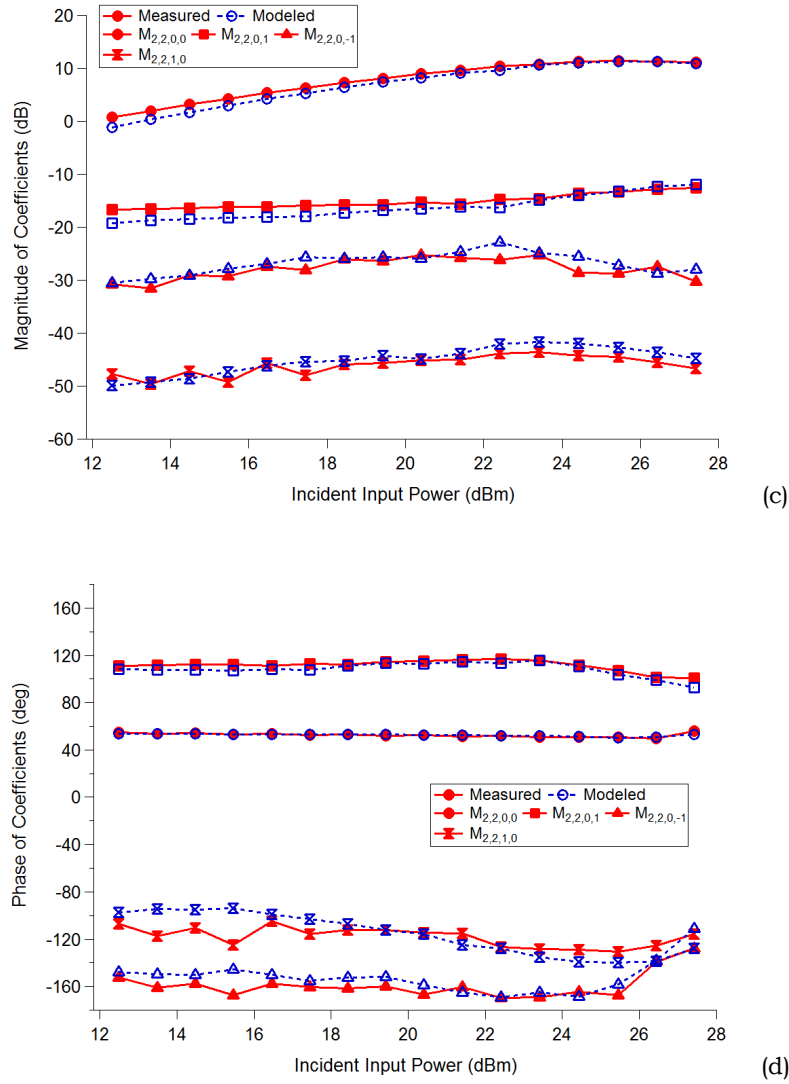 Measured Modeled
M2,2,0,0 M2,2,0,1 M2,2,0,-1
M2,2,1,0
20
10
0
-10
-20
-30
-40
-50
-60
Magnitude of Coefficients (dB)
12 14 16 18 20 22 24 26 28
Incident Input Power (dBm)
(c)
160
120
80
40
0
-40
-80
-120
-160
Phase of Coefficients (deg)
Measured Modeled
M2,2,0,0 M2,2,0,1 M2,2,0,-1
M2,2,1,0
12 14 16 18 20 22 24 26 28
Incident Input Power (dBm)
(d)